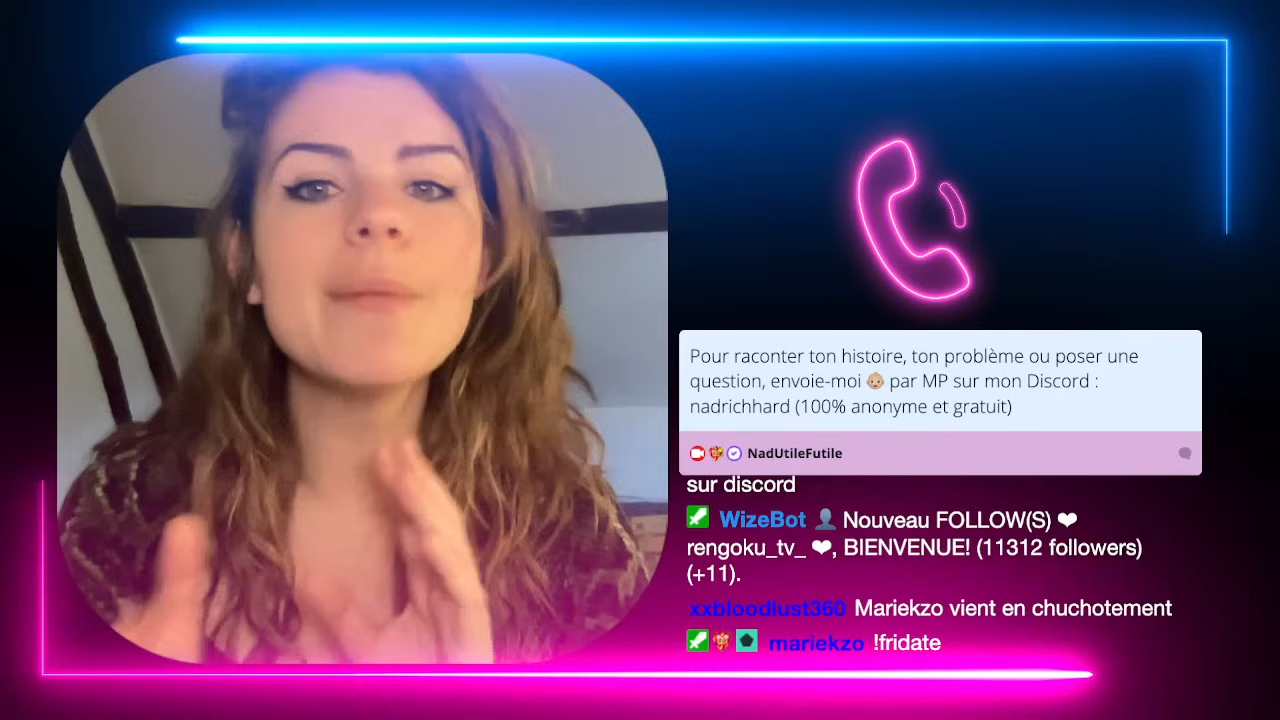 Pour raconter ton histoire, ton problème ou poser une
question, envoie-moi par MP sur mon Discord :
nadrichhard (100% anonyme et gratuit)
NadUtileFutile
sur discord
WizeBot Nouveau FOLLOW(S) ❤
rengoku_tv_ ❤, BIENVENUE! (11312 followers)
(+11).
xxbloodlust360 Mariekzo vient en chuchotement
mariekzo !fridate